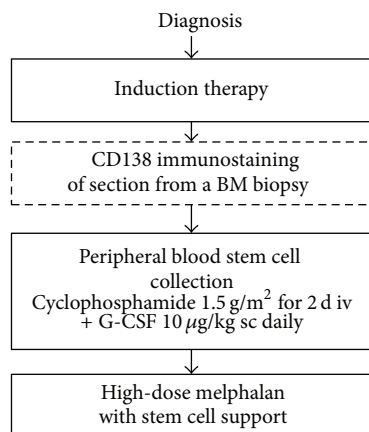 Diagnosis
Induction therapy
CD138 immunostaining
of section from a BM biopsy
Peripheral blood stem cell
collection
Cyclophosphamide 1.5 g/m² for 2 d iv
+ G-CSF 10 μg/kg sc daily
High-dose melphalan
with stem cell support